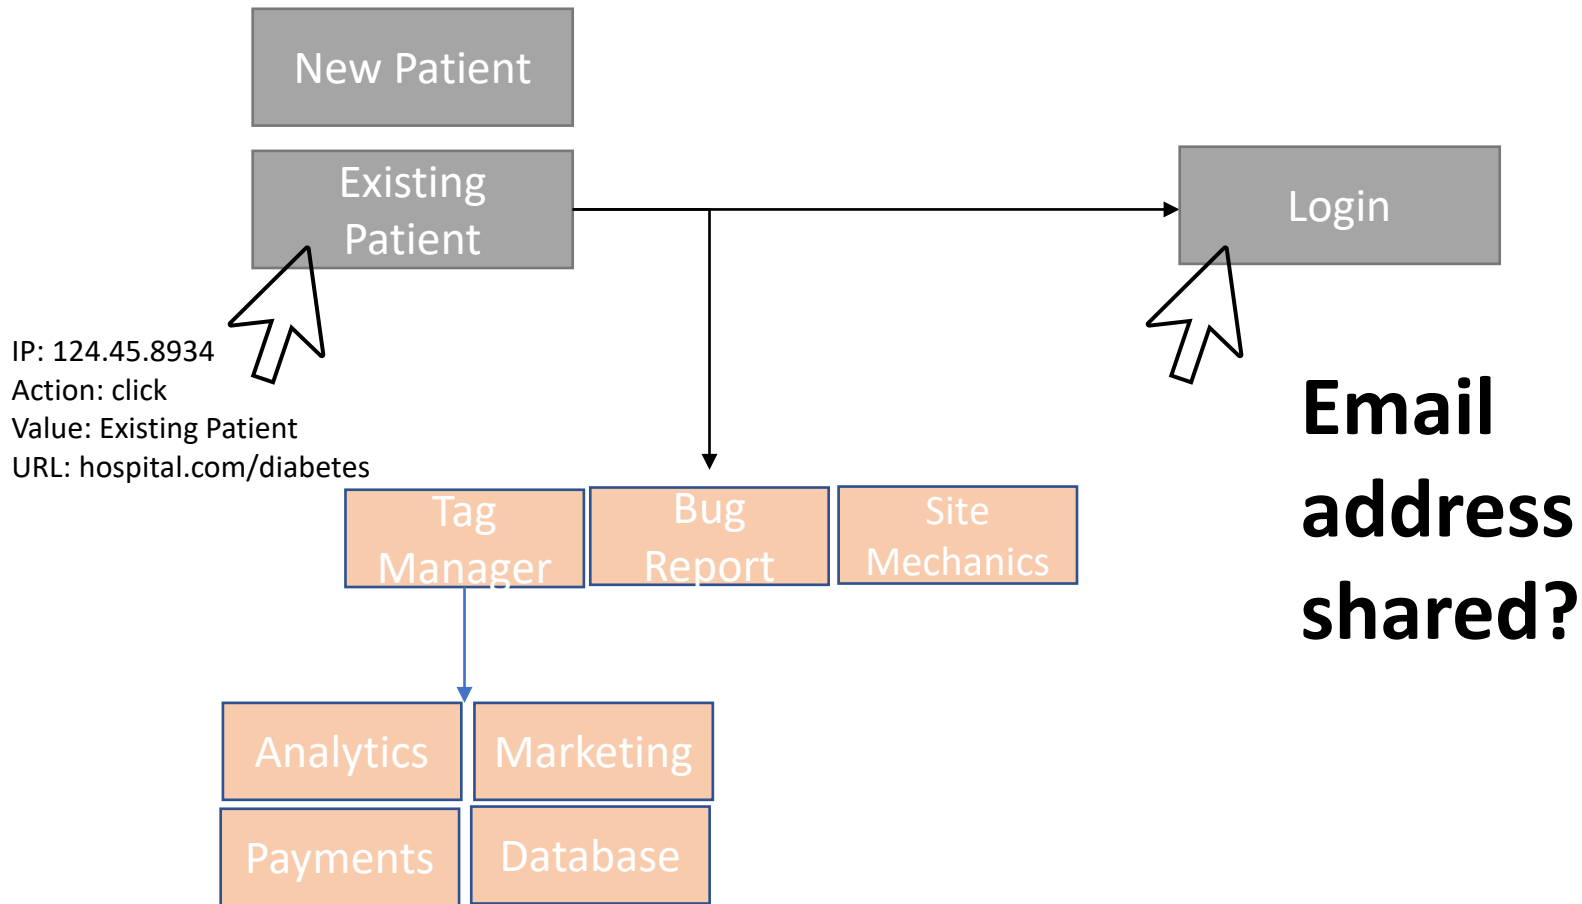 New Patient
Existing
Patient
Login
IP: 124.45.8934
Action: click
Value: Existing Patient
URL: hospital.com/diabetes
Email
address
shared?
Tag
Manager
Bug
Report
Site
Mechanics
Analytics
Marketing
Payments
Database